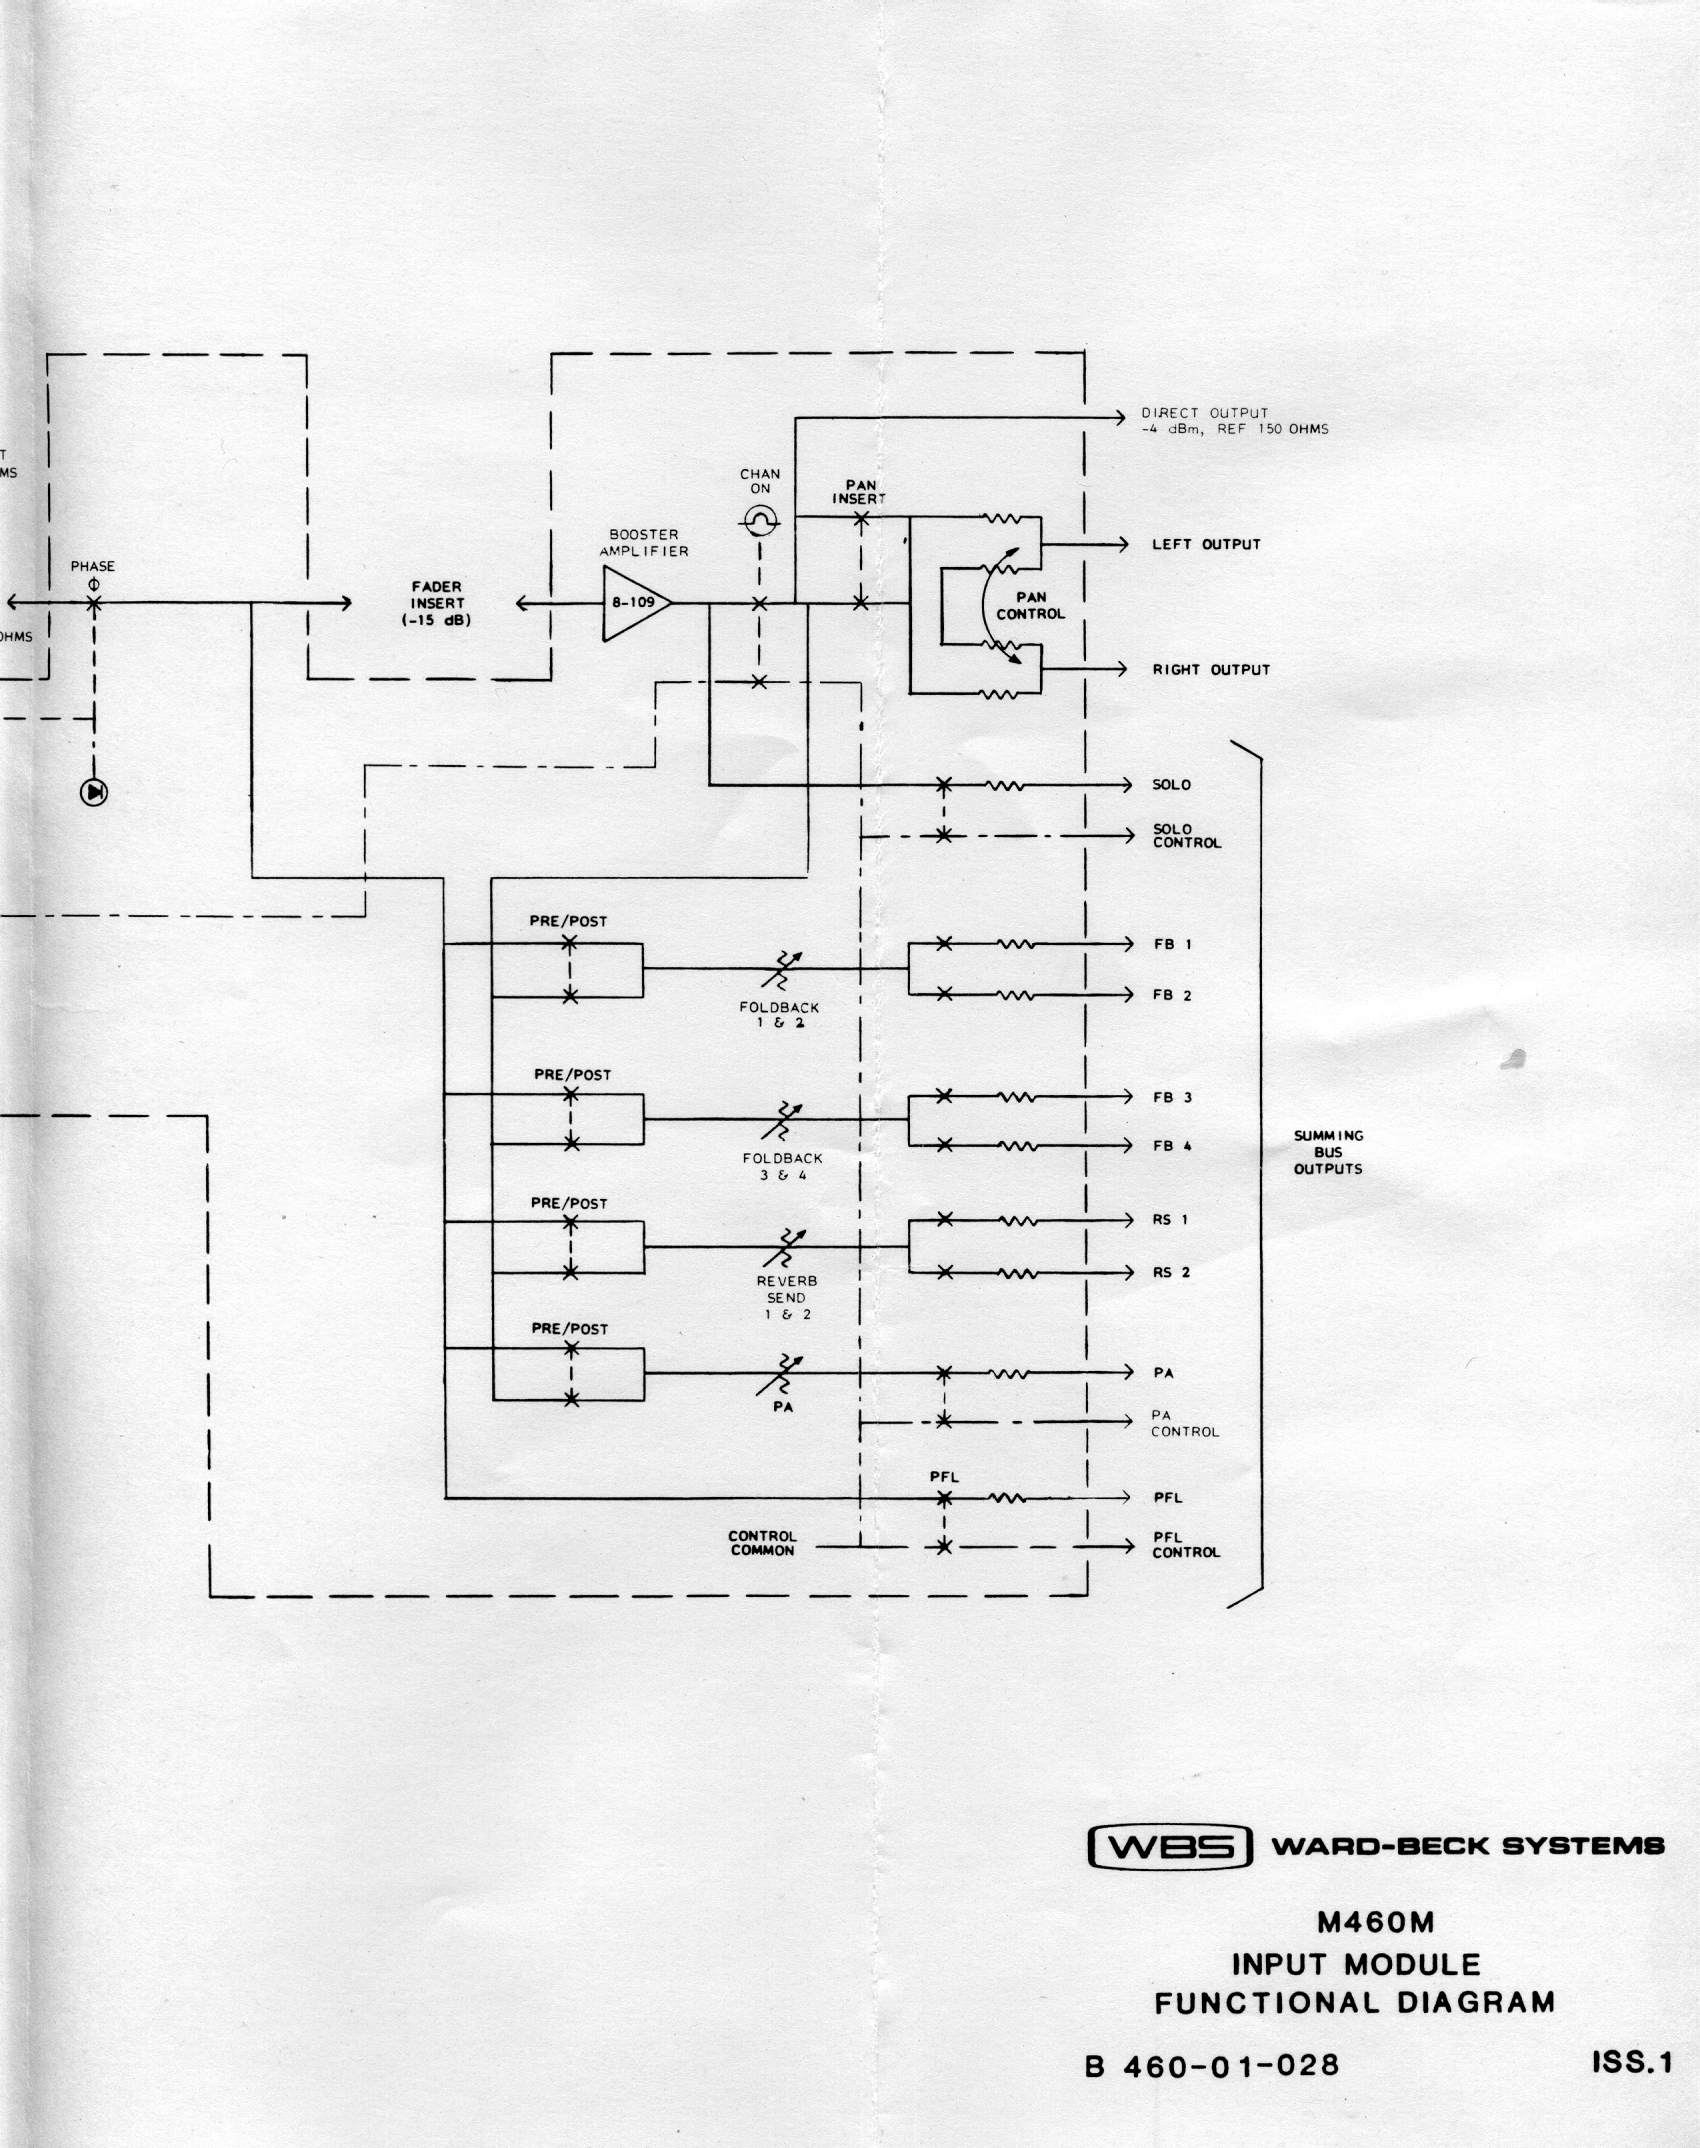 DIRECT OUTPUT
-4 dBm, REF 150 OHMS
T
MS
CHAN
ON
PAN
INSERT
BOOSTER
AMPLIFIER
LEFT OUTPUT
PHASE
Φ
FADER
INSERT
(-15 dB)
8-109
PAN
CONTROL
OHMS
RIGHT OUTPUT
SOLO
SOLO
CONTROL
PRE/POST
FB 1
FOLDBACK
1 & 2
FB 2
PRE/POST
FB 3
FOLDBACK
3 & 4
FB 4
SUMMING
BUS
OUTPUTS
PRE/POST
RS 1
REVERB
SEND
1 & 2
RS 2
PRE/POST
PA
PA
PA
CONTROL
PFL
PFL
CONTROL
COMMON
PFL
CONTROL
WBS WARD-BECK SYSTEMS
M460M
INPUT MODULE
FUNCTIONAL DIAGRAM
B 460-01-028
ISS.1